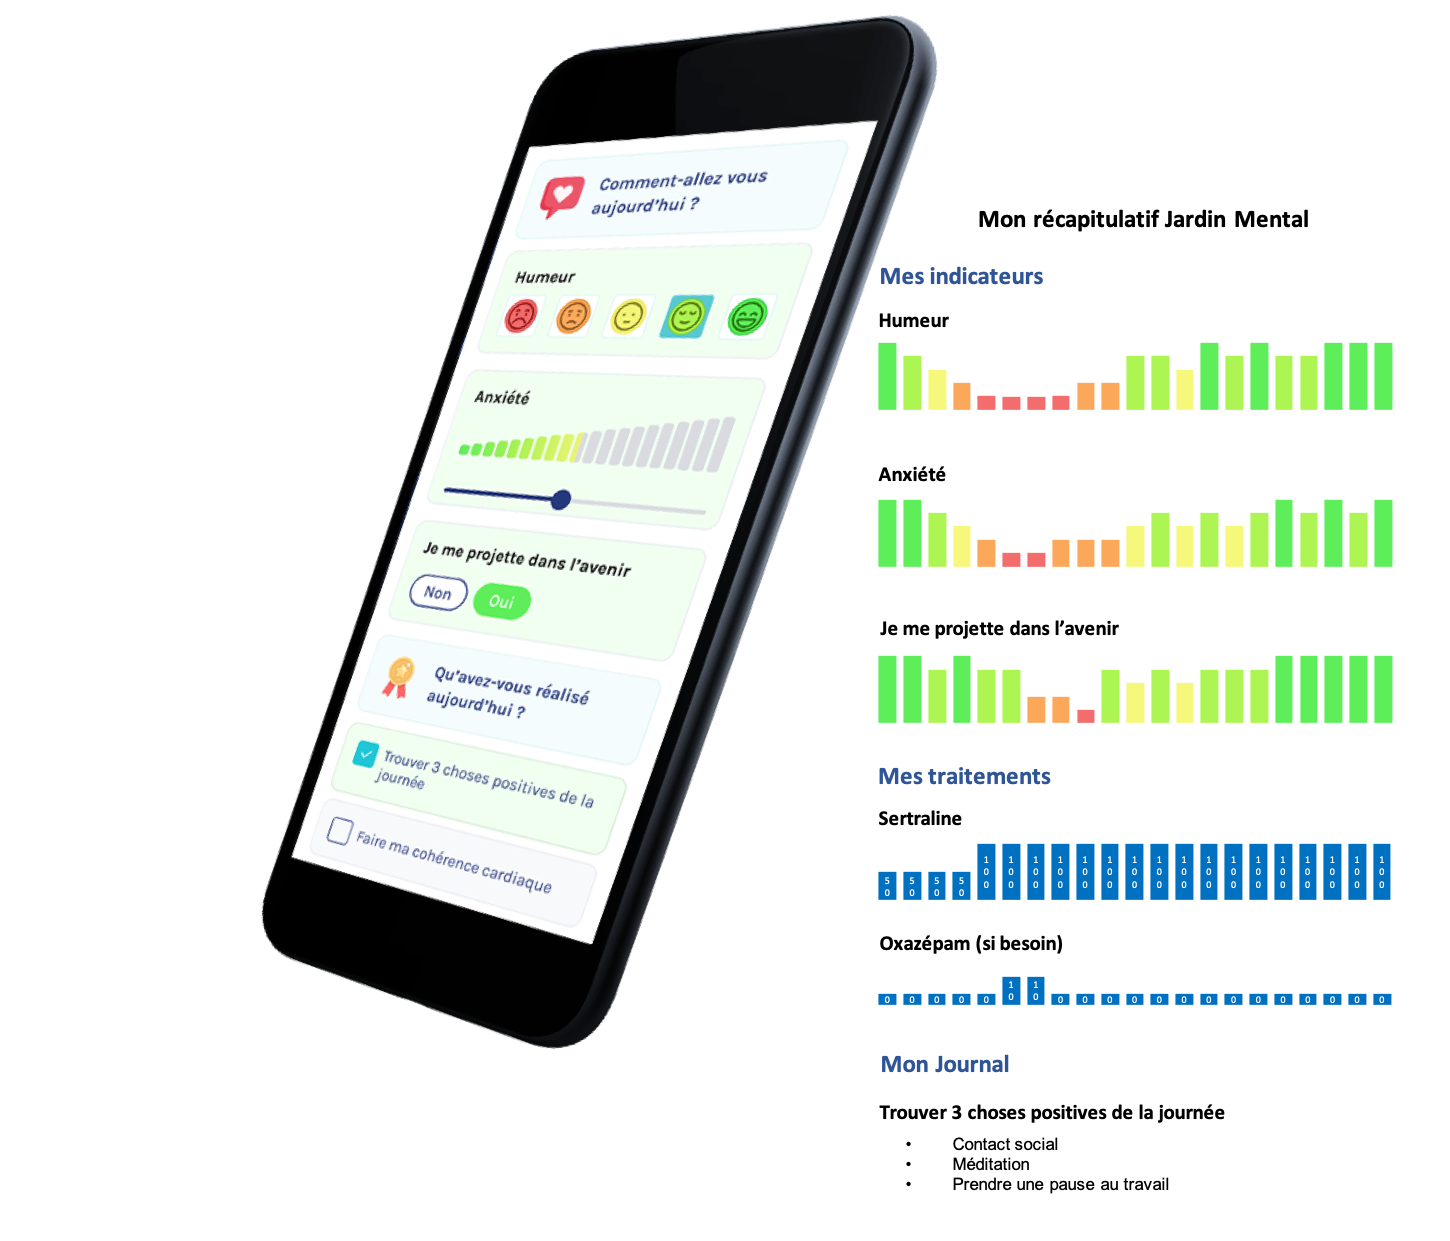 Comment-allez vous
aujourd'hui ?
Humeur
Anxiété
Je me projette dans l'avenir
Non
Oui
Qu'avez-vous réalisé
aujourd'hui ?
Trouver 3 choses positives de la
journée
Faire ma cohérence cardiaque
Mon récapitulatif Jardin Mental
Mes indicateurs
Humeur
Anxiété
Je me projette dans l'avenir
Mes traitements
Sertraline
50 50 50 50 100 100 100 100 100 100 100 100 100 100 100 100 100 100 100 100 100
Oxazépam (si besoin)
0 0 0 0 0 10 10 0 0 0 0 0 0 0 0 0 0 0 0 0 0
Mon Journal
Trouver 3 choses positives de la journée
• Contact social
• Méditation
• Prendre une pause au travail